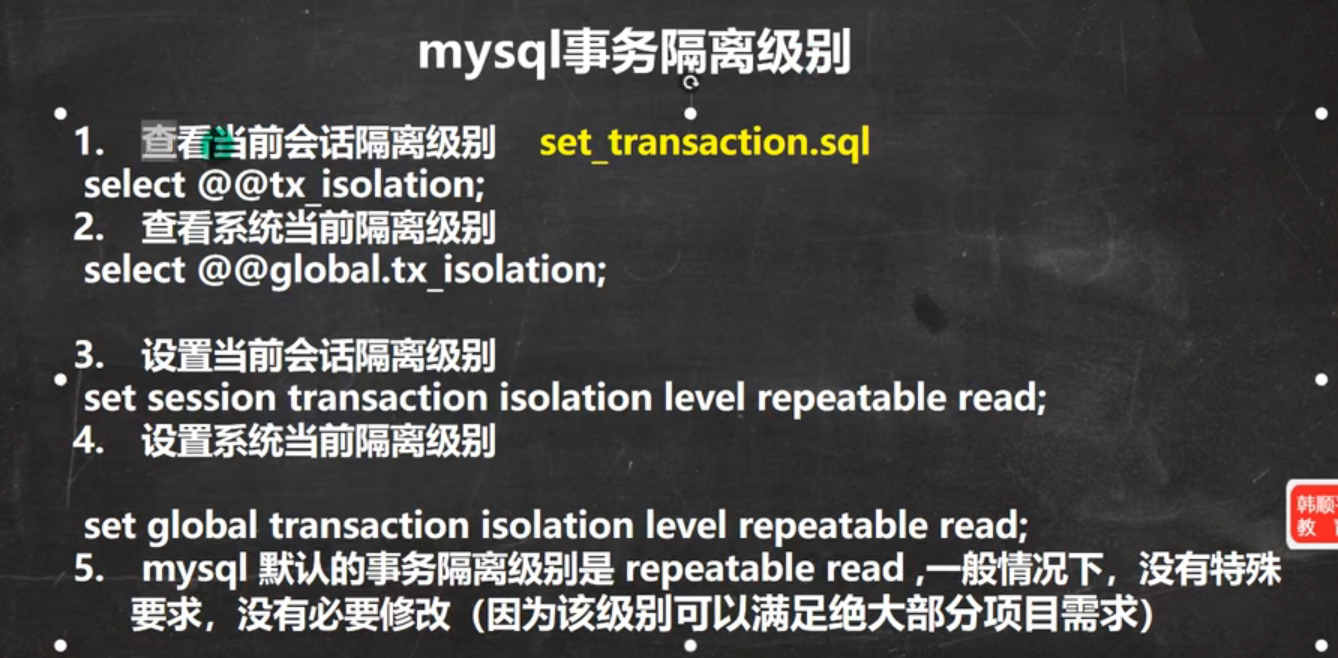 mysql事务隔离级别
1. 查看当前会话隔离级别 set_transaction.sql
select @@tx_isolation;
2. 查看系统当前隔离级别
select @@global.tx_isolation;
3. 设置当前会话隔离级别
set session transaction isolation level repeatable read;
4. 设置系统当前隔离级别
set global transaction isolation level repeatable read;
5. mysql 默认的事务隔离级别是 repeatable read ,一般情况下，没有特殊
要求，没有必要修改（因为该级别可以满足绝大部分项目需求）
韩顺
教